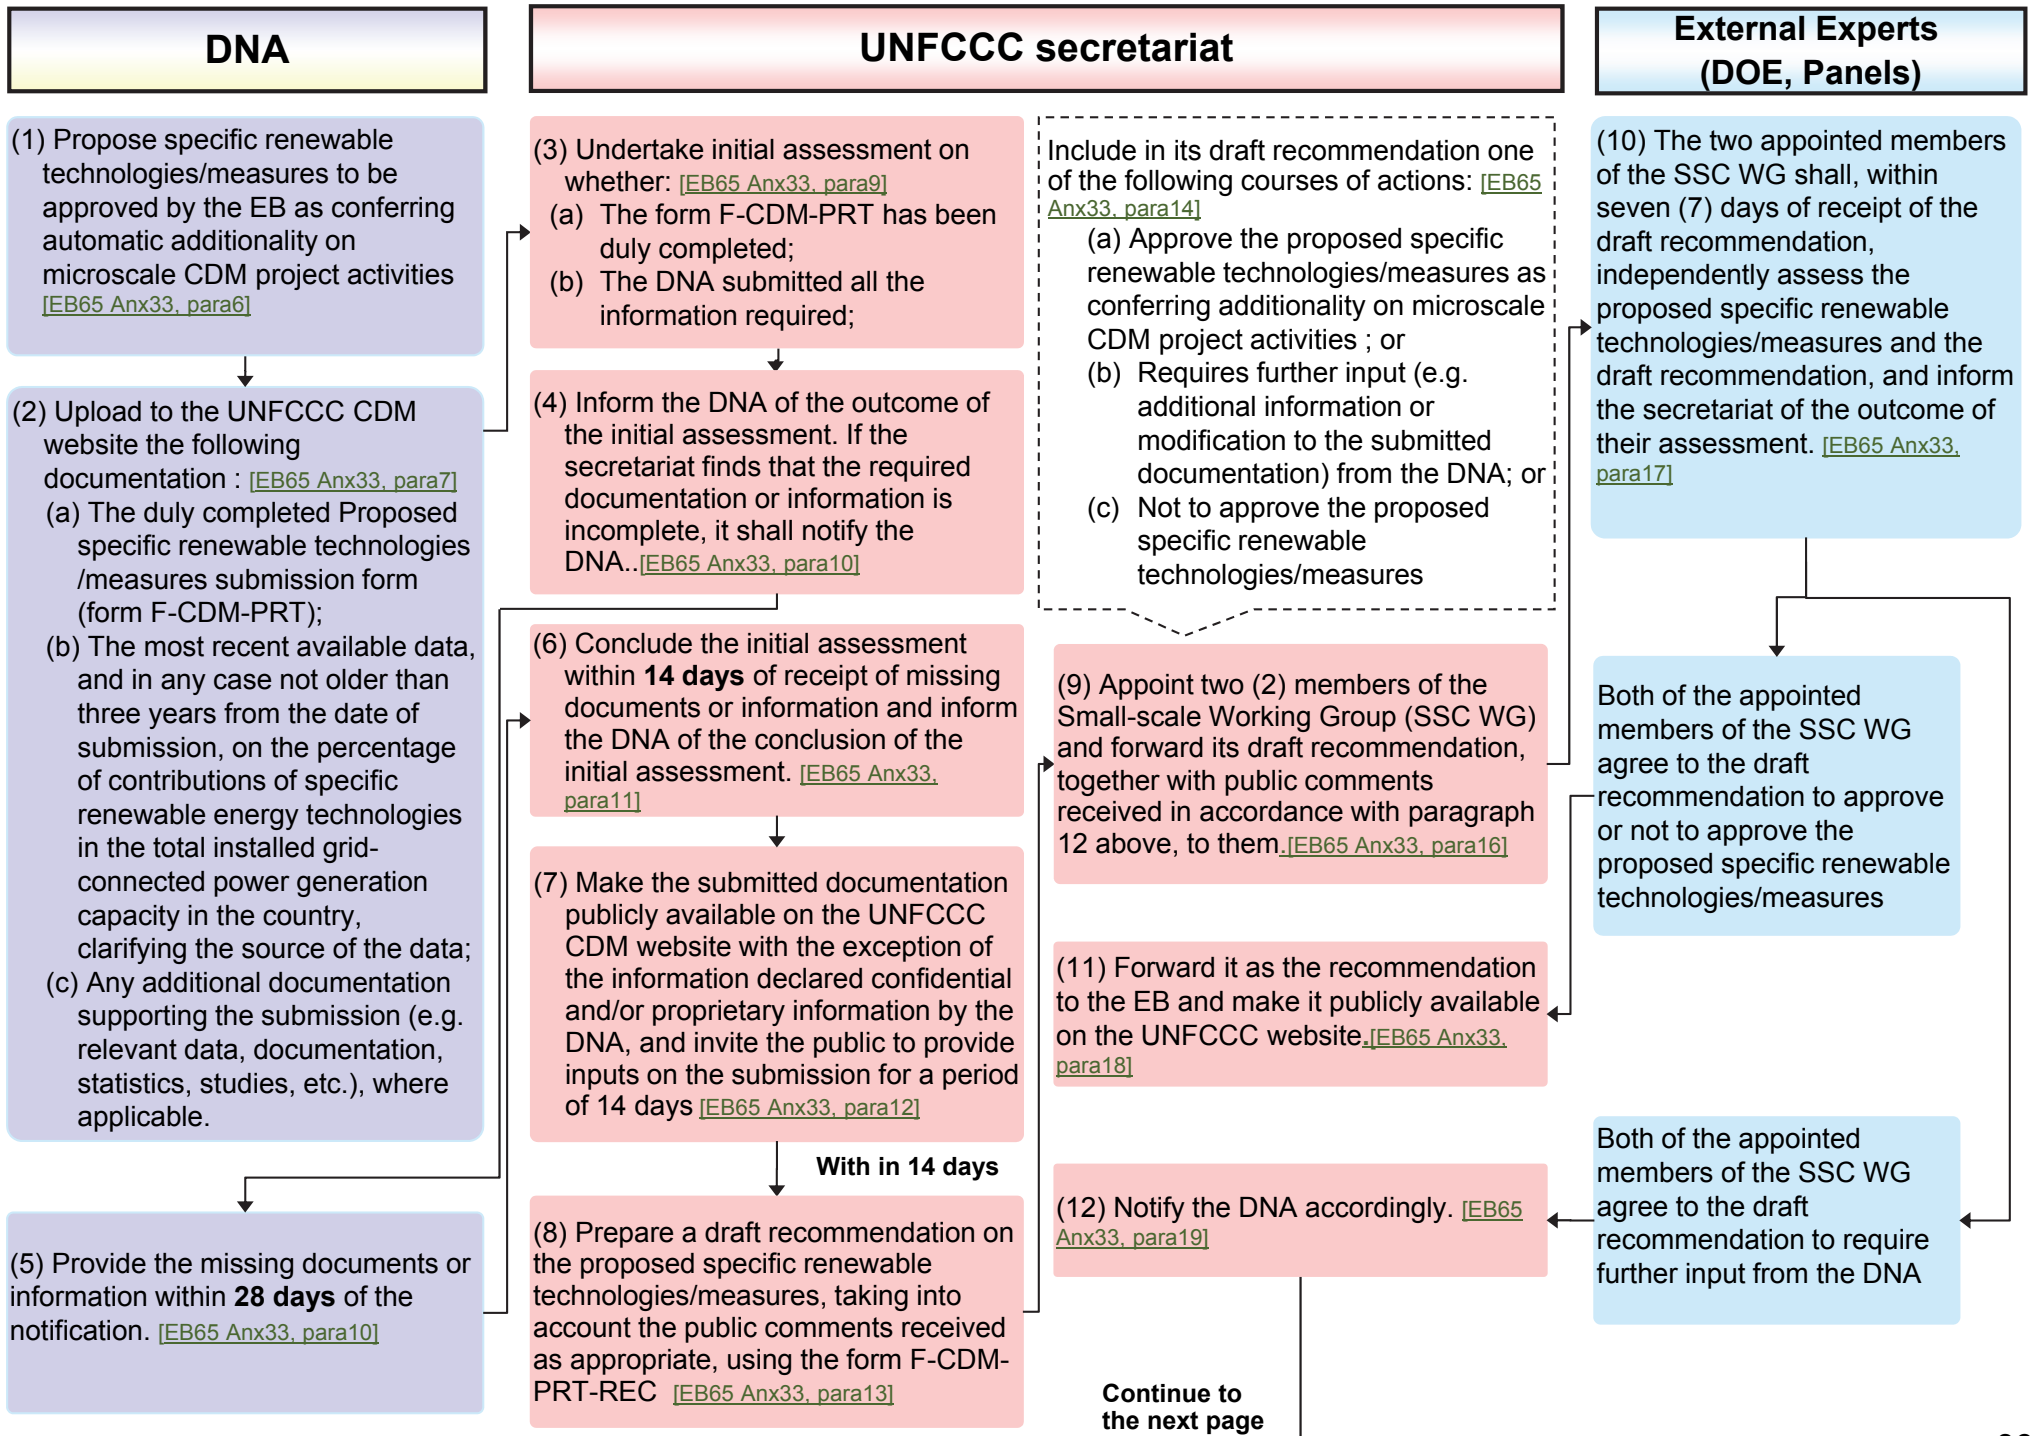 DNA
UNFCCC secretariat
External Experts
(DOE, Panels)
(1) Propose specific renewable
technologies/measures to be
approved by the EB as conferring
automatic additionality on
microscale CDM project activities
[EB65 Anx33, para6]
(2) Upload to the UNFCCC CDM
website the following
documentation : [EB65 Anx33, para7]
(a) The duly completed Proposed
specific renewable technologies
/measures submission form
(form F-CDM-PRT);
(b) The most recent available data,
and in any case not older than
three years from the date of
submission, on the percentage
of contributions of specific
renewable energy technologies
in the total installed grid-
connected power generation
capacity in the country,
clarifying the source of the data;
(c) Any additional documentation
supporting the submission (e.g.
relevant data, documentation,
statistics, studies, etc.), where
applicable.
(5) Provide the missing documents or
information within 28 days of the
notification. [EB65 Anx33, para10]
(3) Undertake initial assessment on
whether: [EB65 Anx33, para9]
(a) The form F-CDM-PRT has been
duly completed;
(b) The DNA submitted all the
information required;
(4) Inform the DNA of the outcome of
the initial assessment. If the
secretariat finds that the required
documentation or information is
incomplete, it shall notify the
DNA..[EB65 Anx33, para10]
(6) Conclude the initial assessment
within 14 days of receipt of missing
documents or information and inform
the DNA of the conclusion of the
initial assessment. [EB65 Anx33,
para11]
(7) Make the submitted documentation
publicly available on the UNFCCC
CDM website with the exception of
the information declared confidential
and/or proprietary information by the
DNA, and invite the public to provide
inputs on the submission for a period
of 14 days [EB65 Anx33, para12]
With in 14 days
(8) Prepare a draft recommendation on
the proposed specific renewable
technologies/measures, taking into
account the public comments received
as appropriate, using the form F-CDM-
PRT-REC [EB65 Anx33, para13]
Include in its draft recommendation one
of the following courses of actions: [EB65
Anx33, para14]
(a) Approve the proposed specific
renewable technologies/measures as
conferring additionality on microscale
CDM project activities ; or
(b) Requires further input (e.g.
additional information or
modification to the submitted
documentation) from the DNA; or
(c) Not to approve the proposed
specific renewable
technologies/measures
(9) Appoint two (2) members of the
Small-scale Working Group (SSC WG)
and forward its draft recommendation,
together with public comments
received in accordance with paragraph
12 above, to them.[EB65 Anx33, para16]
(11) Forward it as the recommendation
to the EB and make it publicly available
on the UNFCCC website.[EB65 Anx33,
para18]
(12) Notify the DNA accordingly. [EB65
Anx33, para19]
Continue to
the next page
(10) The two appointed members
of the SSC WG shall, within
seven (7) days of receipt of the
draft recommendation,
independently assess the
proposed specific renewable
technologies/measures and the
draft recommendation, and inform
the secretariat of the outcome of
their assessment. [EB65 Anx33,
para17]
Both of the appointed
members of the SSC WG
agree to the draft
recommendation to approve
or not to approve the
proposed specific renewable
technologies/measures
Both of the appointed
members of the SSC WG
agree to the draft
recommendation to require
further input from the DNA